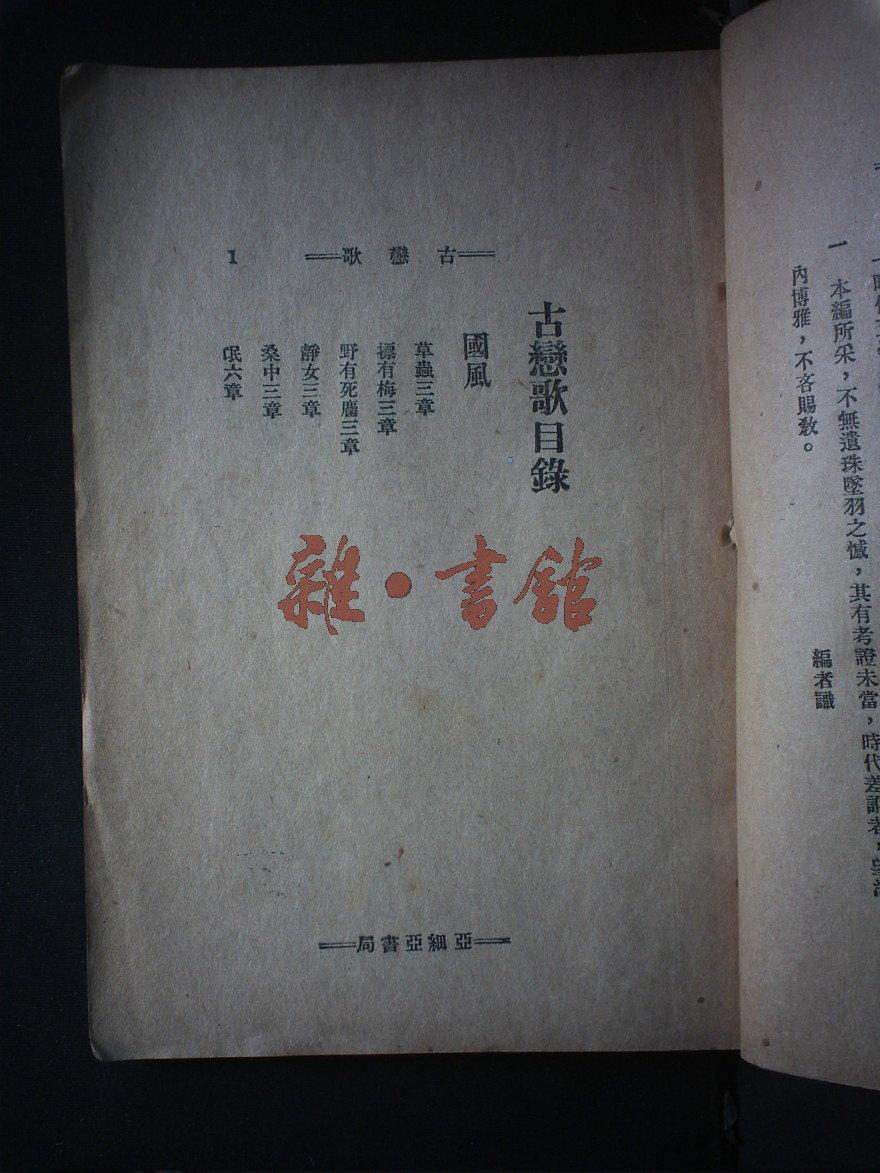 一 本編所采，不無遺珠墜羽之憾，其有考證未當，時代差
內博雅，不吝賜教。
編者識
═古戀歌═
1
古戀歌目錄
國風
草蟲三章
摽有梅三章
野有死麕三章
靜女三章
桑中三章
氓六章
═亞細亞書局═
雜·書館